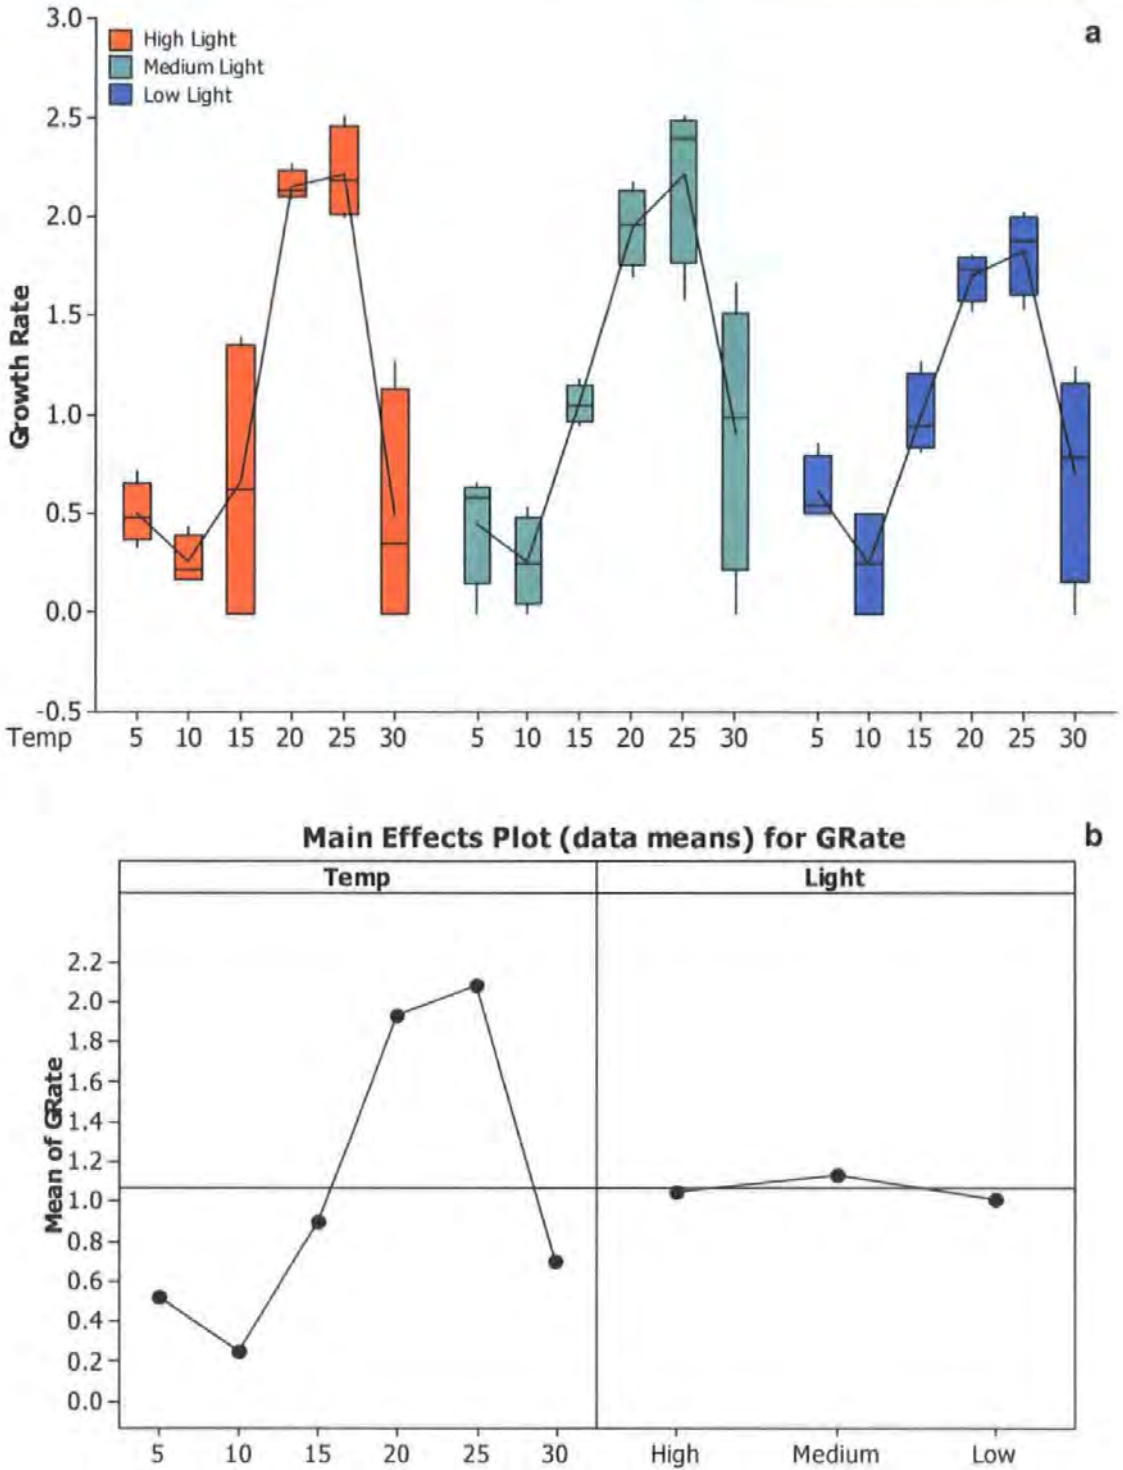 a
3.0
High Light
Medium Light
Low Light
2.5
2.0
1.5
1.0
0.5
0.0
-0.5
Growth Rate
Temp 5 10 15 20 25 30 5 10 15 20 25 30 5 10 15 20 25 30
b
Main Effects Plot (data means) for GRate
Temp Light
2.2
2.0
1.8
1.6
1.4
1.2
1.0
0.8
0.6
0.4
0.2
0.0
Mean of GRate
5 10 15 20 25 30 High Medium Low